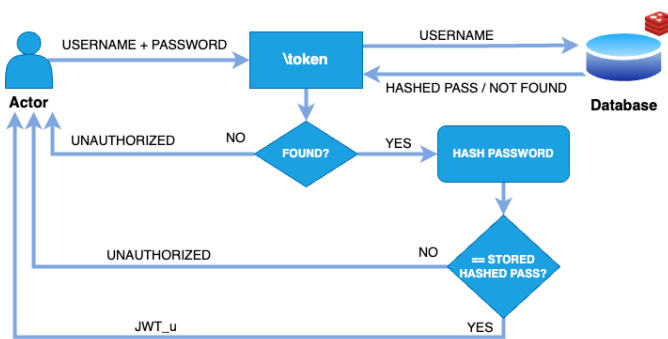 USERNAME + PASSWORD
\token
USERNAME
HASHED PASS / NOT FOUND
Actor
Database
UNAUTHORIZED
NO
FOUND?
YES
HASH PASSWORD
UNAUTHORIZED
NO
== STORED
HASHED PASS?
JWT_u
YES